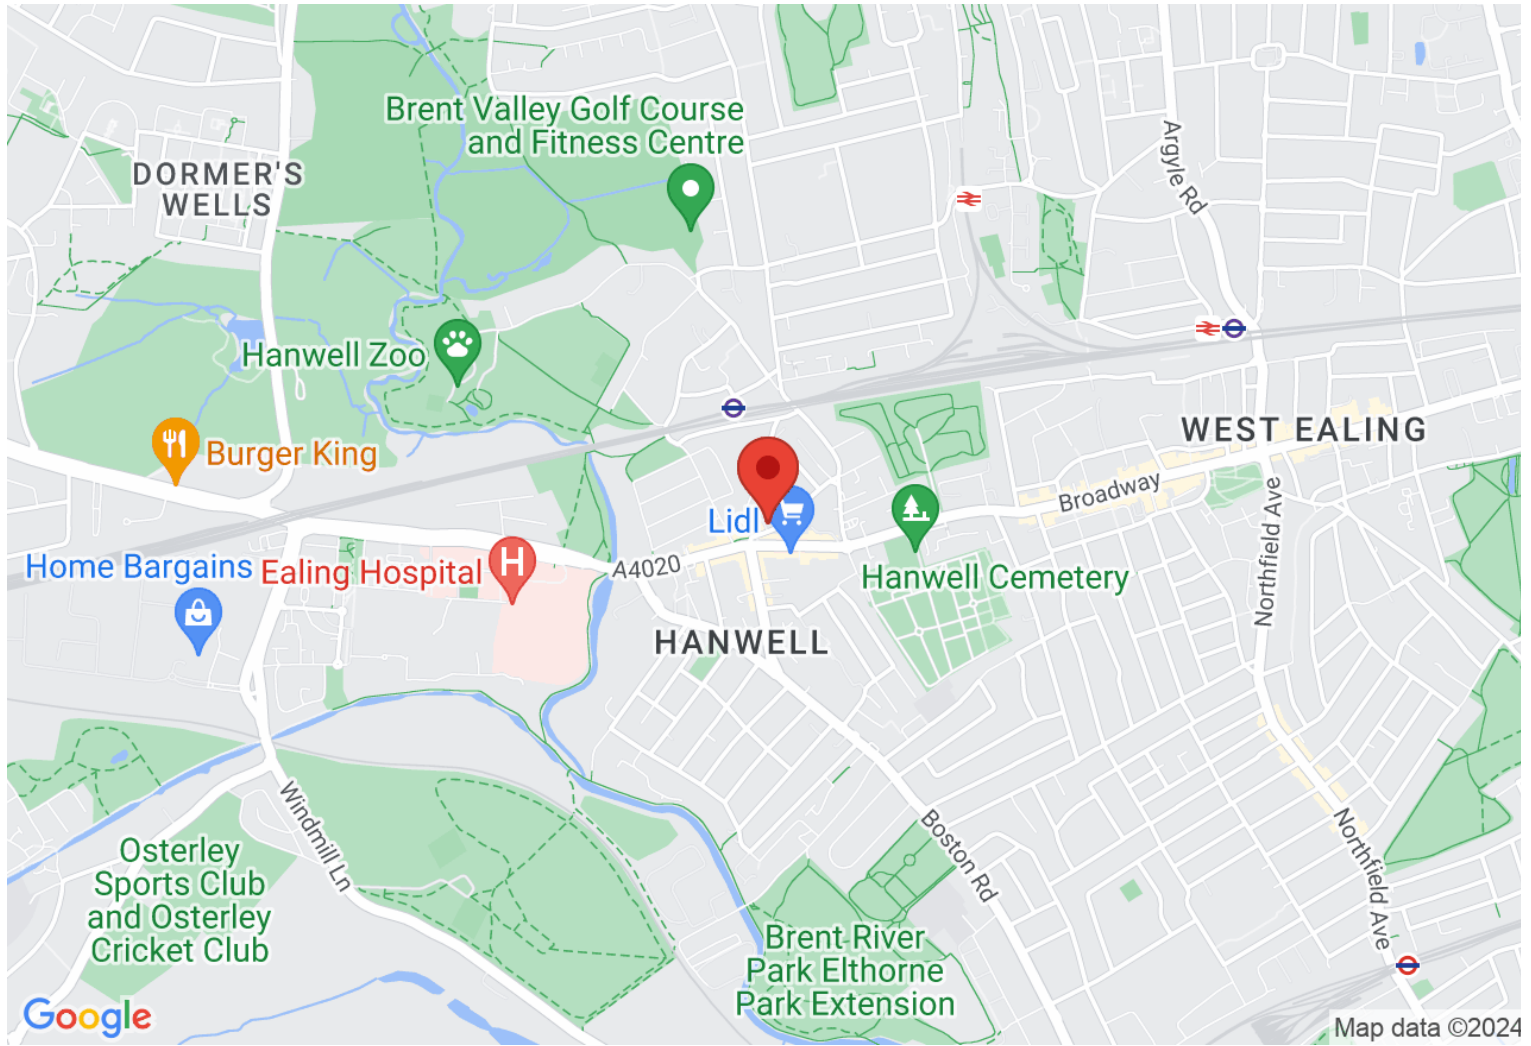 Brent Valley Golf Course
and Fitness Centre
DORMER'S
WELLS
Argyle Rd
Hanwell Zoo
WEST EALING
Burger King
Broadway
Lidl
Northfield Ave
Home Bargains
Ealing Hospital
A4020
Hanwell Cemetery
HANWELL
Windmill Ln
Boston Rd
Northfield Ave
Osterley
Sports Club
and Osterley
Cricket Club
Brent River
Park Elthorne
Park Extension
H
Google
Map data ©2024